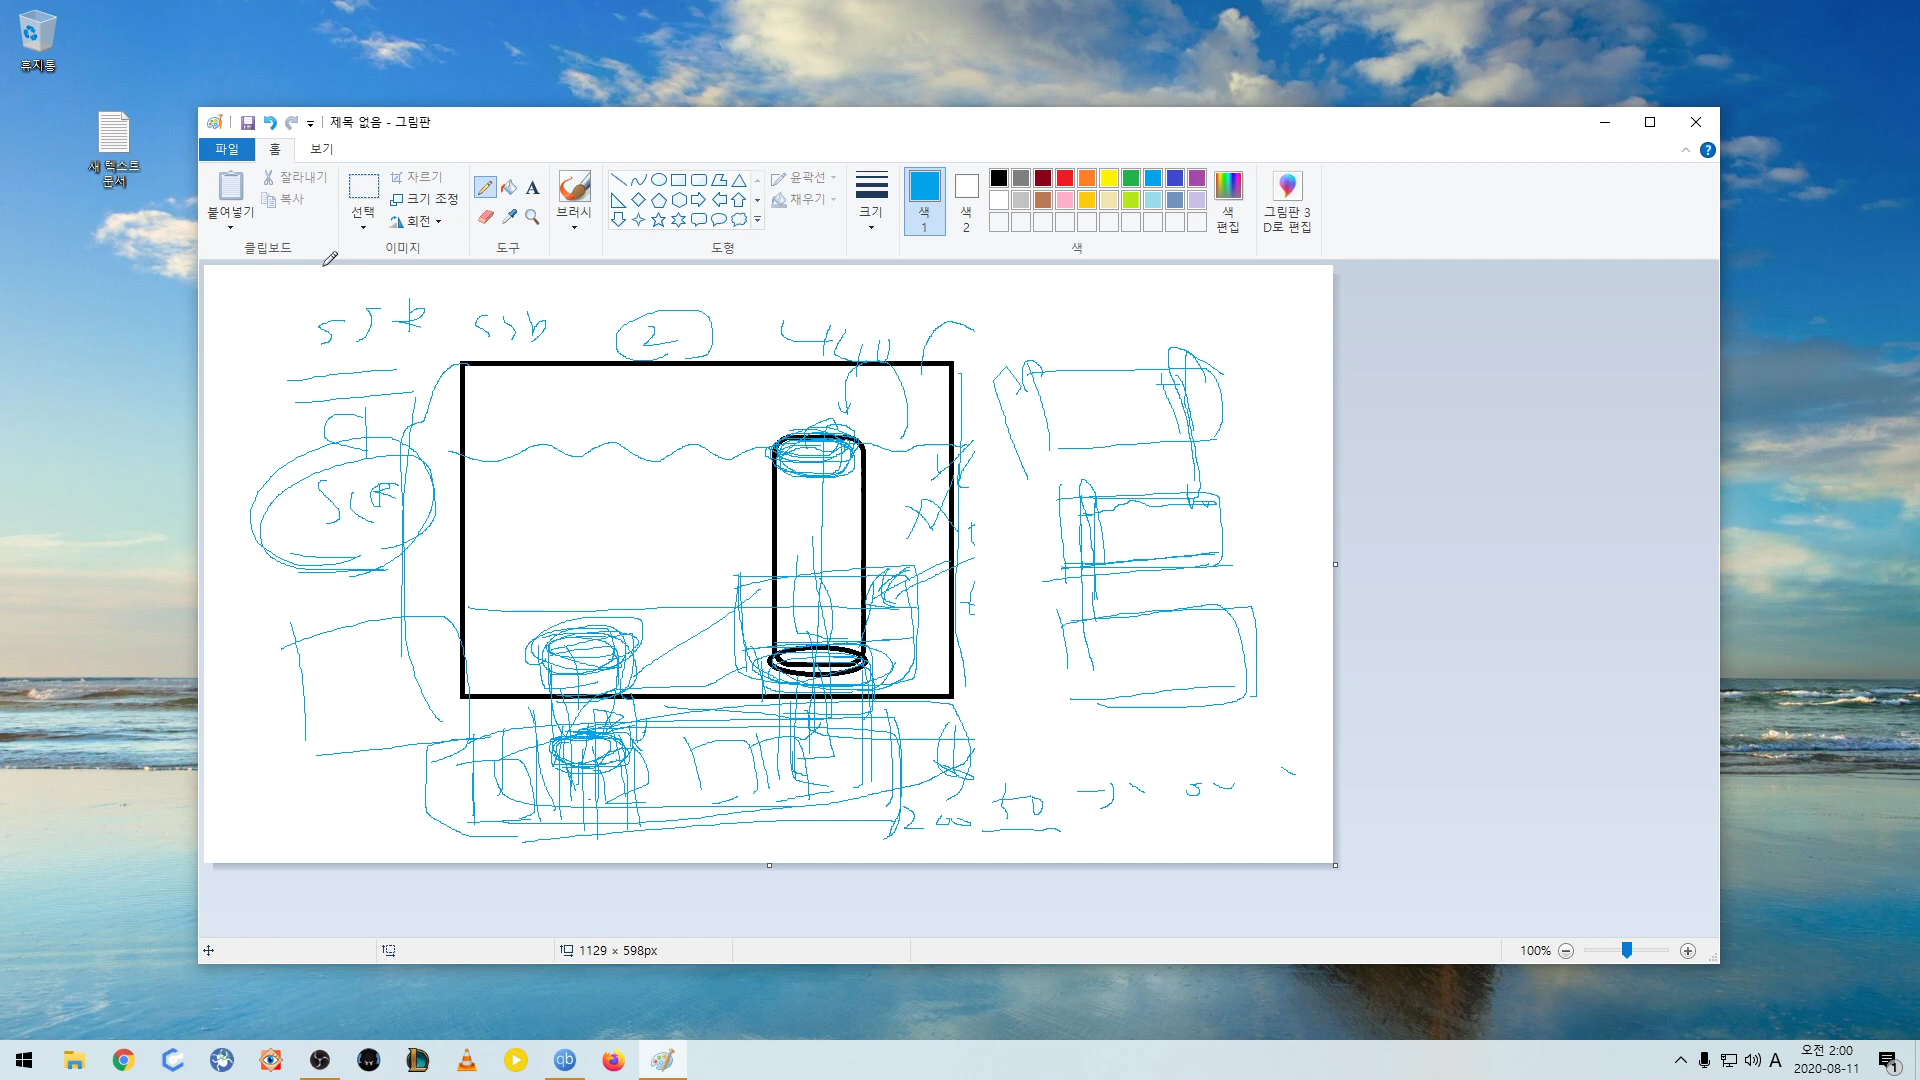 휴지통
새 텍스트
문서
제목 없음 - 그림판
파일 홈 보기
붙여넣기
잘라내기
복사
클립보드
선택
자르기
크기 조정
회전
이미지
도구
브러시
윤곽선
채우기
도형
크기
색
1
색
2
색
편집
그림판 3
D로 편집
색
2
200
1129 × 598px
100%
qb
A
오전 2:00
2020-08-11
1